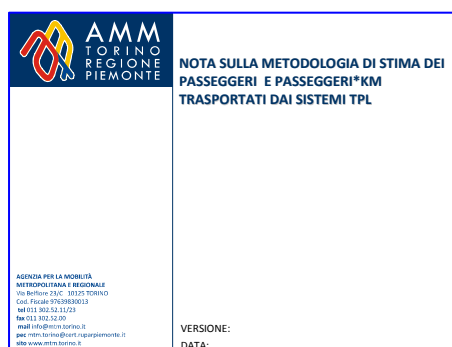 AMM
TORINO
REGIONE
PIEMONTE
NOTA SULLA METODOLOGIA DI STIMA DEI
PASSEGGERI E PASSEGGERI*KM
TRASPORTATI DAI SISTEMI TPL
AGENZIA PER LA MOBILITÀ
METROPOLITANA E REGIONALE
Via Belfiore 23/C 10125 TORINO
Cod. Fiscale 97639830013
tel 011 302.52.11/23
fax 011 302.52.00
mail info@mtm.torino.it
pec mtm.torino@cert.ruparpiemonte.it
sito www.mtm.torino.it
VERSIONE:
DATA: